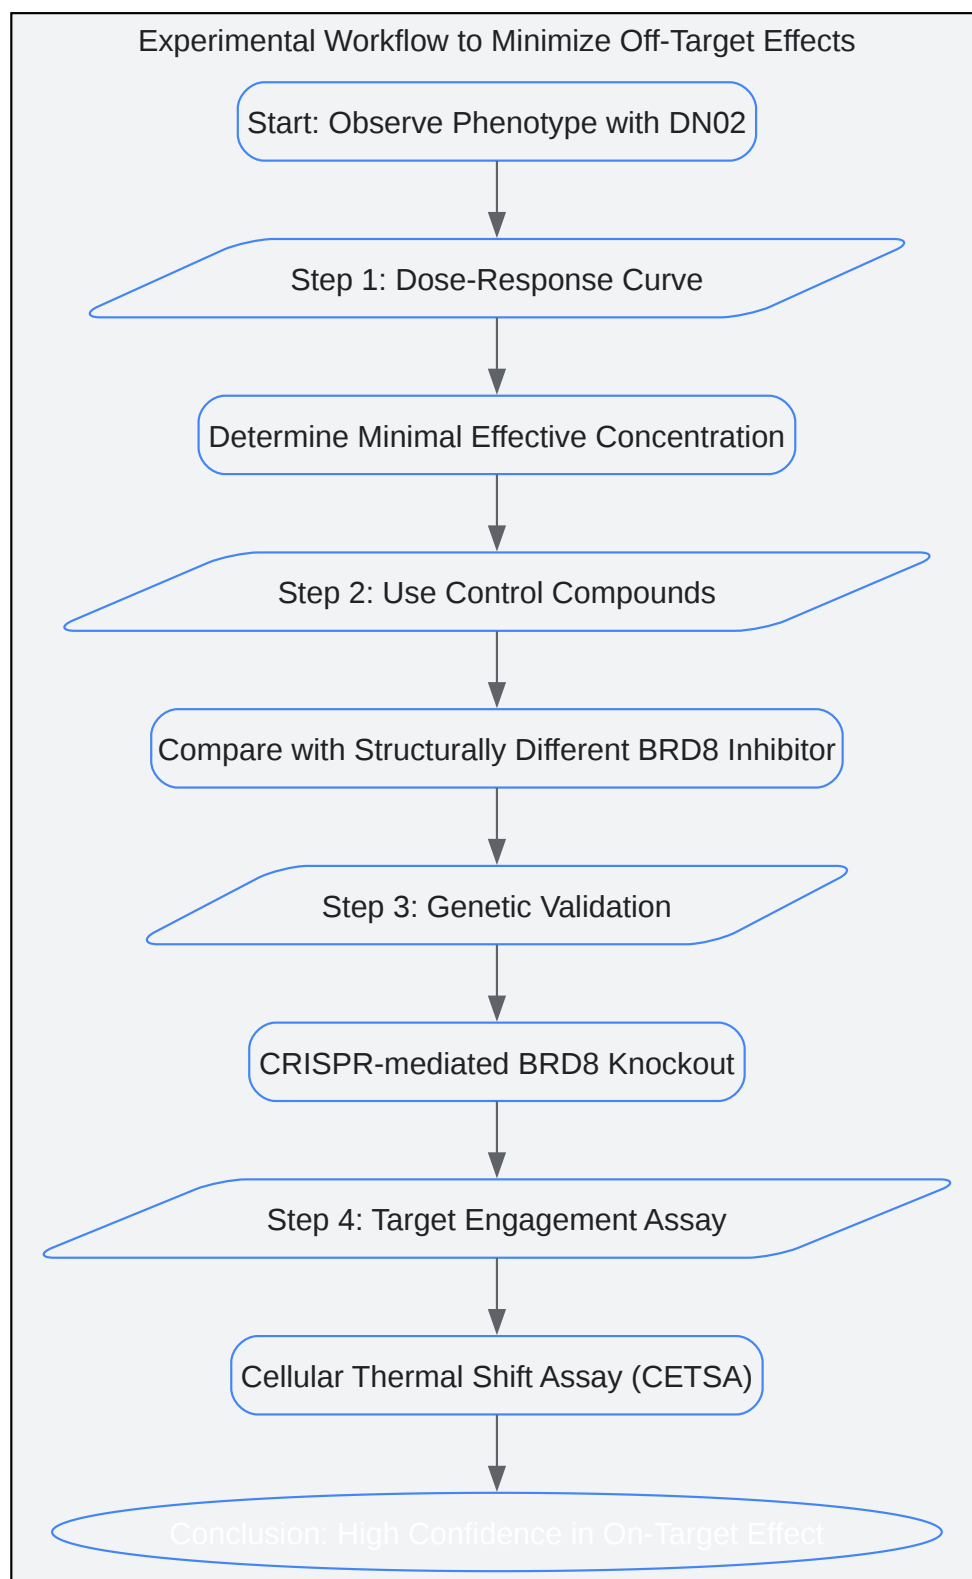 Experimental Workflow to Minimize Off-Target Effects
Start: Observe Phenotype with DN02
Step 1: Dose-Response Curve
Determine Minimal Effective Concentration
Step 2: Use Control Compounds
Compare with Structurally Different BRD8 Inhibitor
Step 3: Genetic Validation
CRISPR-mediated BRD8 Knockout
Step 4: Target Engagement Assay
Cellular Thermal Shift Assay (CETSA)
Conclusion: High Confidence in On-Target Effect